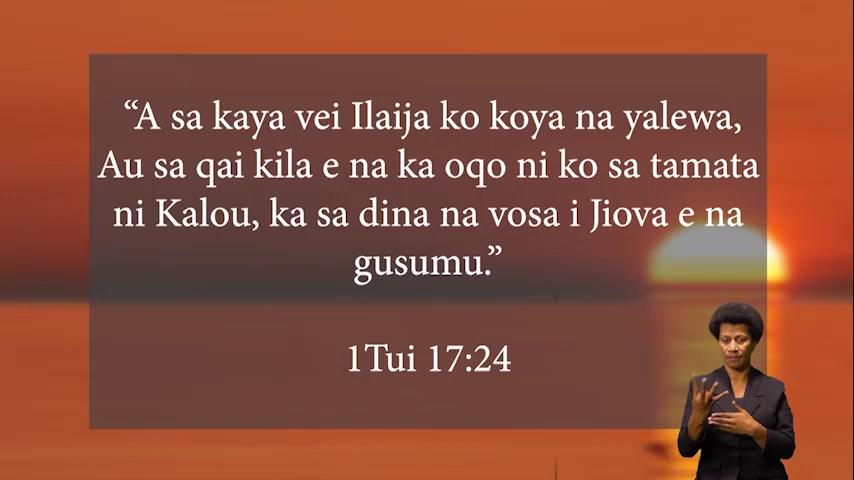 “A sa kaya vei Ilaija ko koya na yalewa,
Au sa qai kila e na ka oqo ni ko sa tamata
ni Kalou, ka sa dina na vosa i Jiova e na
gusumu.”
1Tui 17:24